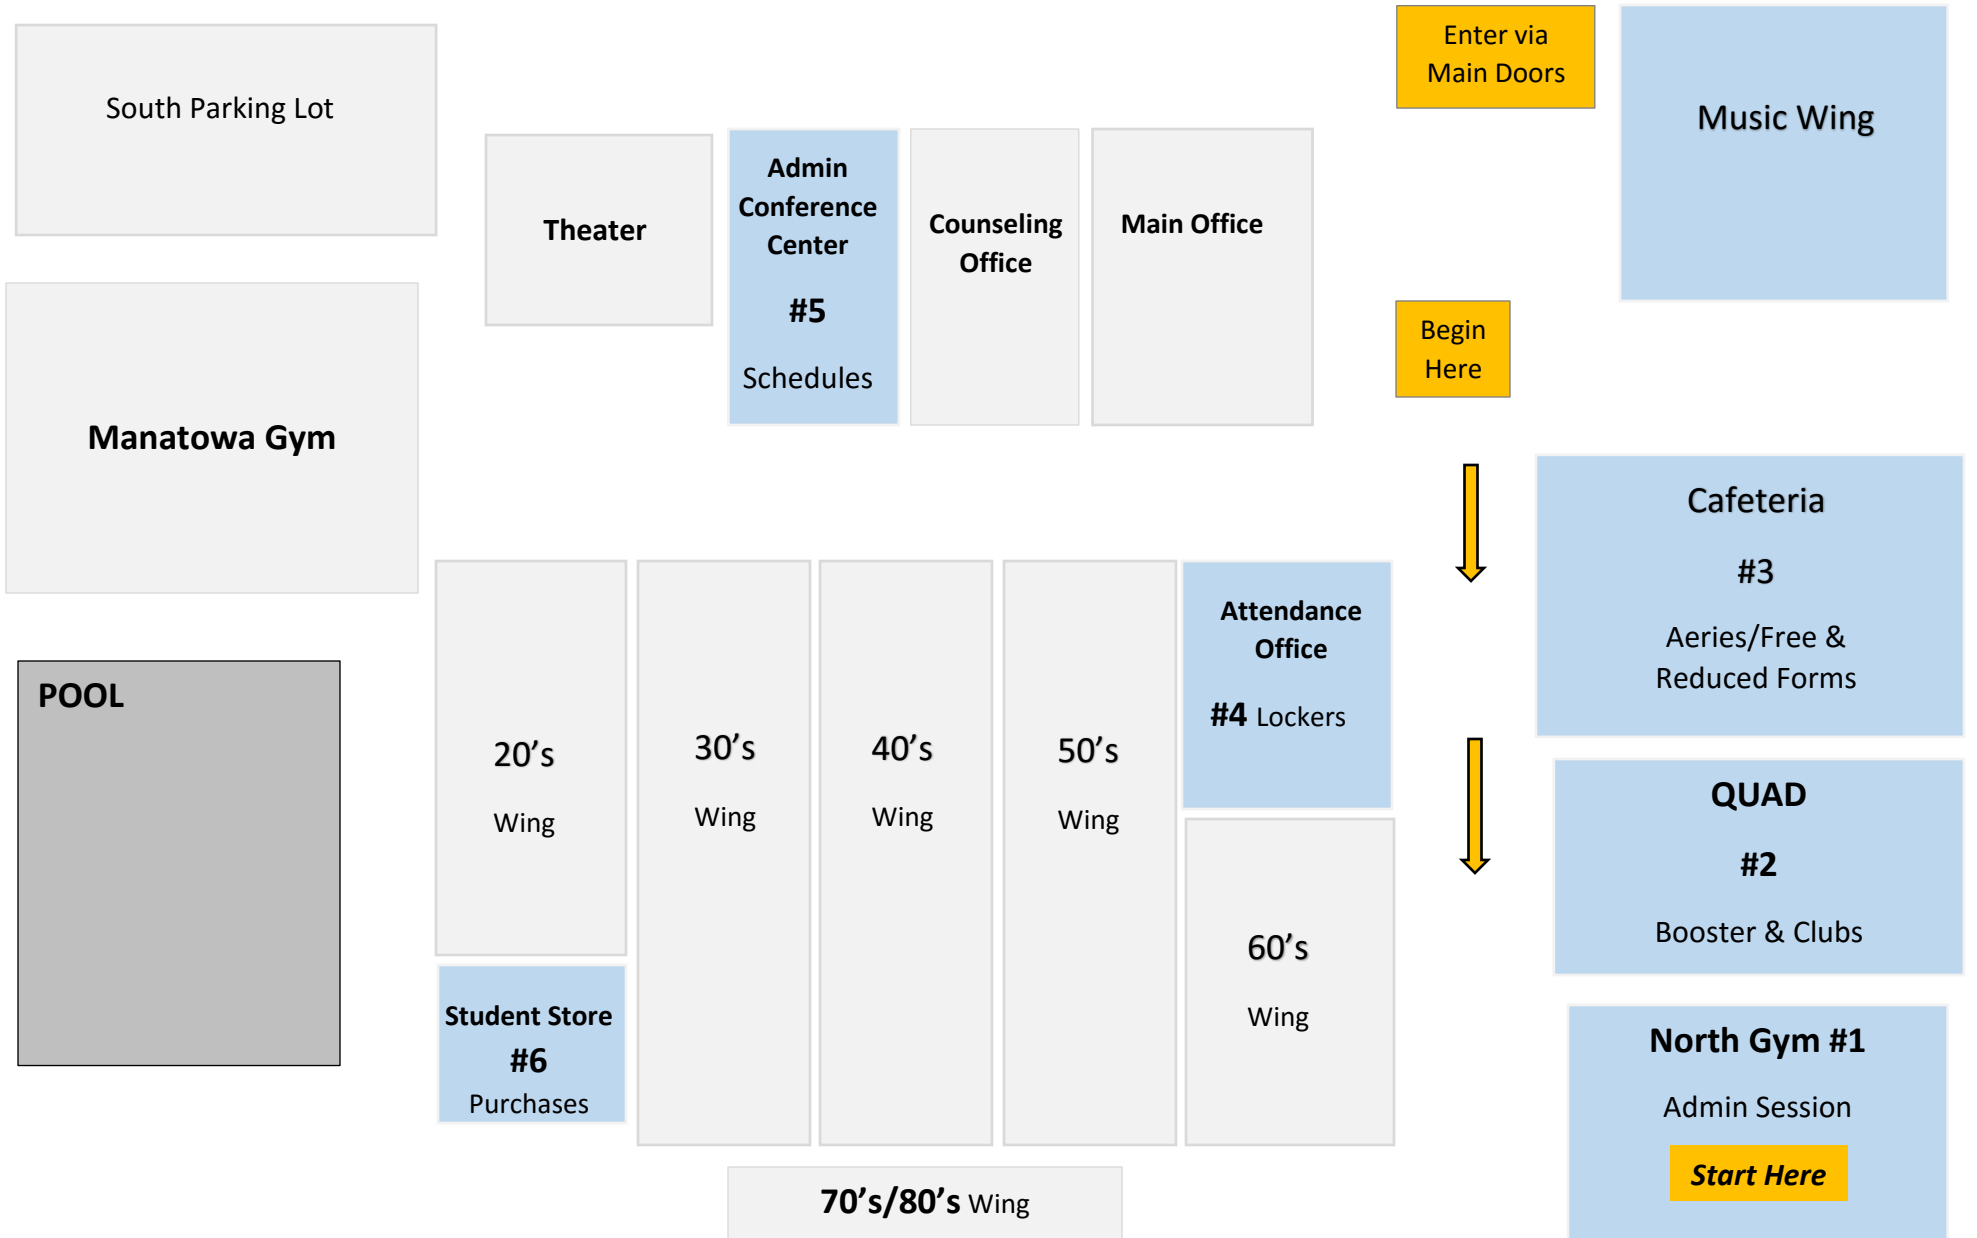 South Parking Lot
Enter via
Main Doors
Music Wing
Theater
Admin
Conference
Center
#5
Schedules
Counseling
Office
Main Office
Begin
Here
Manatowa Gym
Cafeteria
#3
Aeries/Free &
Reduced Forms
POOL
20’s
Wing
30’s
Wing
40’s
Wing
50’s
Wing
Attendance
Office
#4 Lockers
QUAD
#2
Booster & Clubs
60’s
Wing
Student Store
#6
Purchases
North Gym #1
Admin Session
Start Here
70’s/80’s Wing